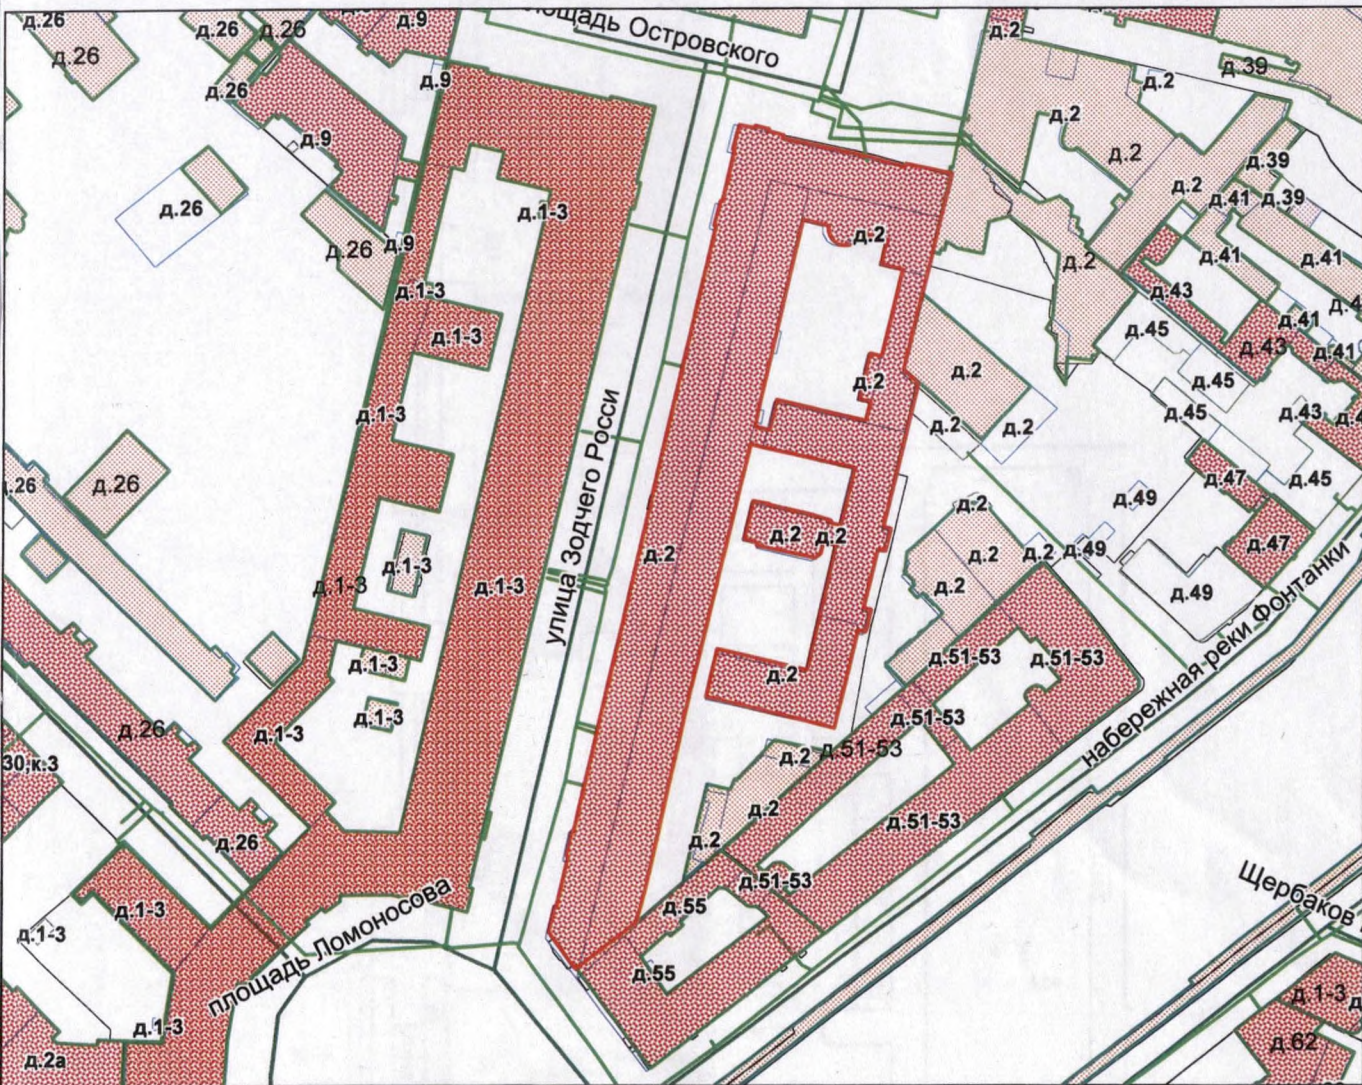 д.26
д.26
д.26
д.9
площадь Островского
д.2
д.26
д.9
д.39
д.26
д.2
д.2
д.9
д.2
д.39
д.2
д.26
д.1-3
д.41
д.39
д.26
д.9
д.2
д.2
д.41
д.41
д.1-3
д.43
д.1-3
д.45
д.41
д.43
д.41
д.2
д.2
д.45
д.1-3
д.45
д.43
д.2
д.2
улица Зодчего Росси
д.26
д.26
д.47
д.45
д.49
д.2
д.2
д.2
д.2
д.2
д.2
д.49
д.47
д.1-3
д.1-3
д.1-3
д.2
д.49
набережная реки Фонтанки
д.1-3
д.2
д.51-53
д.51-53
д.1-3
д.51-53
д.26
д.1-3
д.51-53
д.2
30,к.3
д.2
д.51-53
д.26
д.2
д.51-53
Щербаков
площадь Ломоносова
д.1-3
д.55
д.1-3
д.55
д.1-3
д.1-3
д.62
д.2а